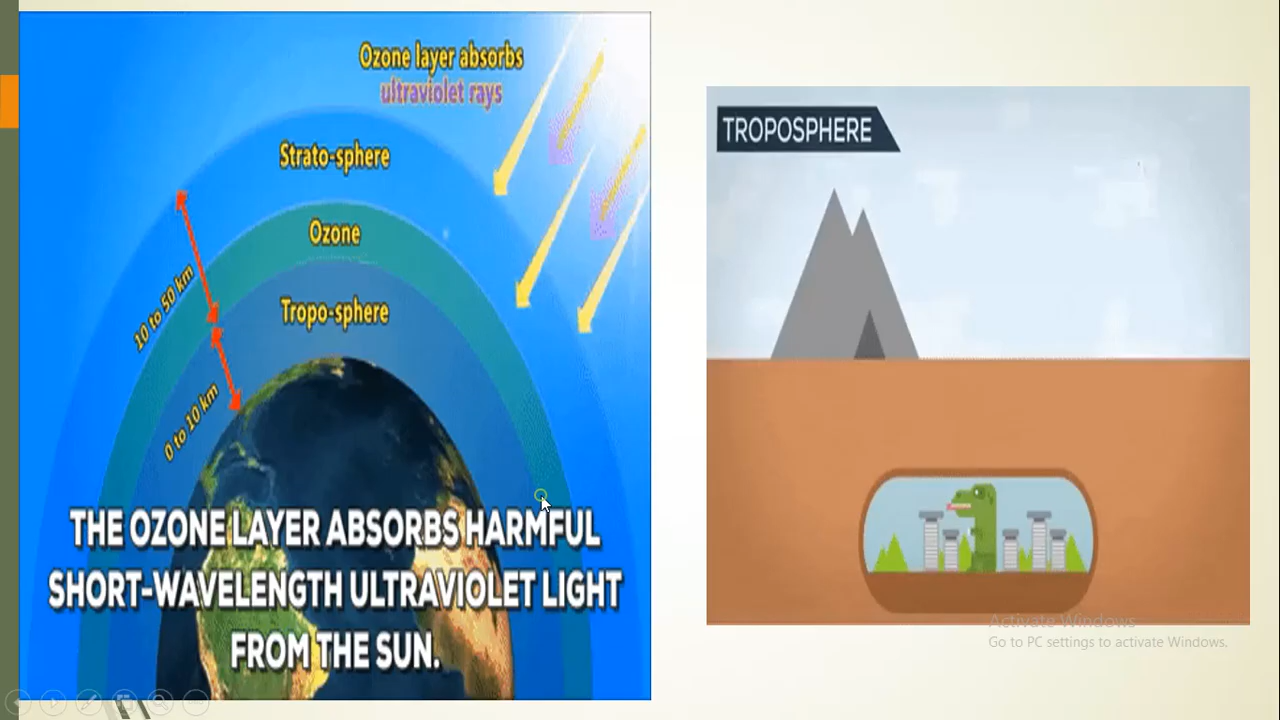 Ozone layer absorbs
ultraviolet rays
Strato-sphere
Ozone
10 to 50 km
Tropo-sphere
0 to 10 km
THE OZONE LAYER ABSORBS HARMFUL
SHORT-WAVELENGTH ULTRAVIOLET LIGHT
FROM THE SUN.
TROPOSPHERE
Activate Windows
Go to PC settings to activate Windows.